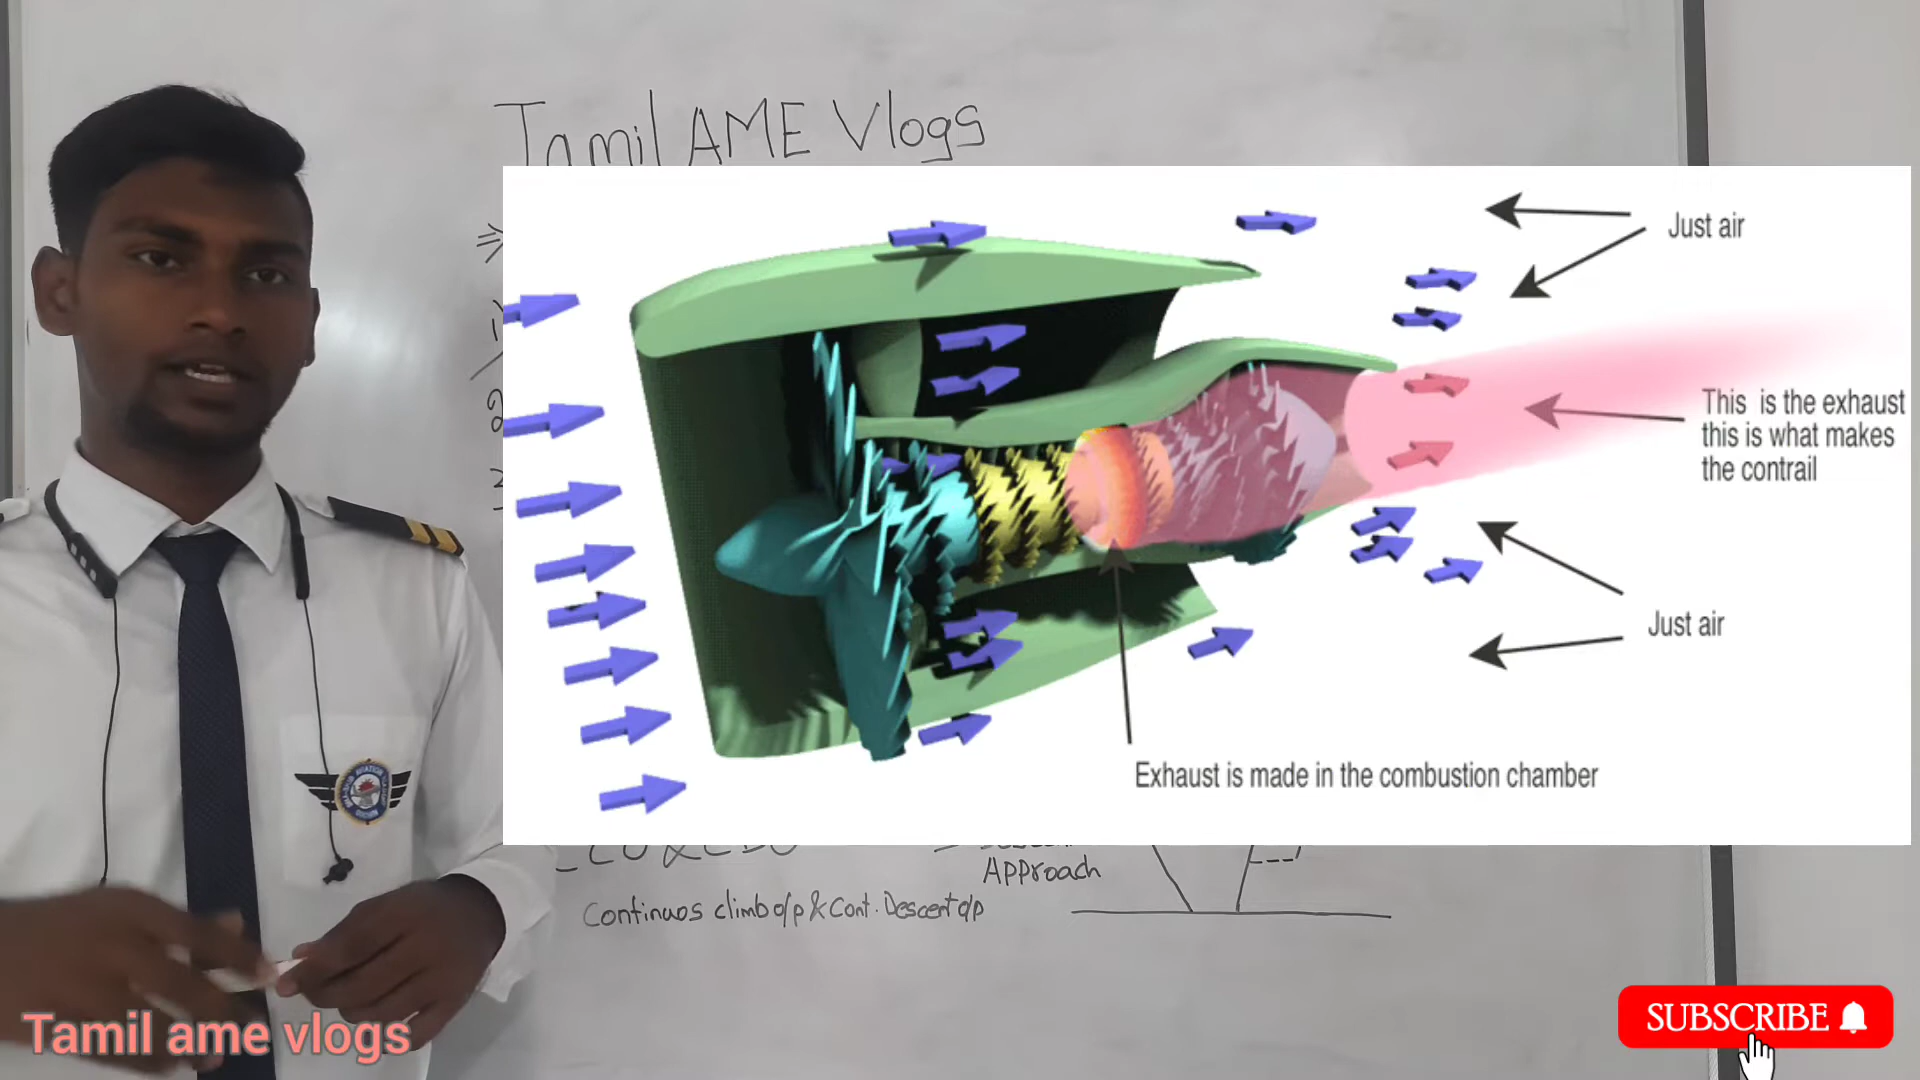 Tamil AME Vlogs
Just air
This is the exhaust
this is what makes
the contrail
Just air
Exhaust is made in the combustion chamber
Approach
Continuos climb o/p & Cont. Descent o/p
Tamil ame vlogs
SUBSCRIBE